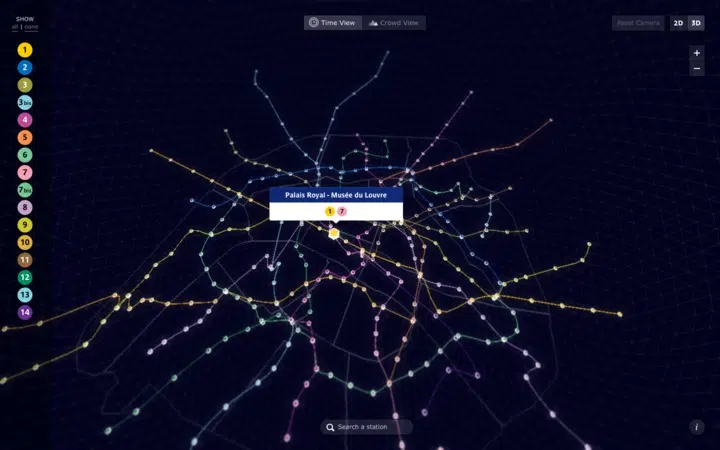 SHOW
all | none
Time View
Crowd View
Reset Camera
2D
3D
+
−
1
2
3
3bis
4
5
6
7
7bis
8
9
10
11
12
13
14
Palais Royal - Musée du Louvre
1 7
Search a station
i